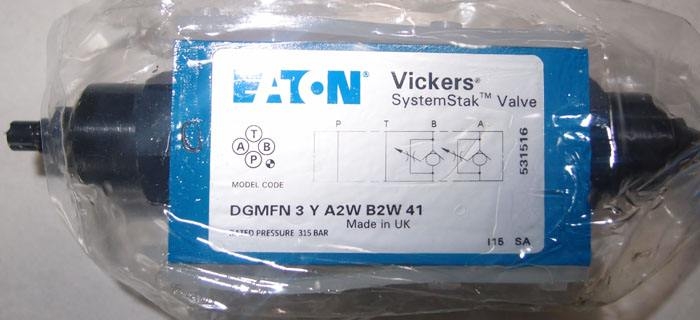 EATON® Vickers®
SystemStak™ Valve
P T B A
T
A B
P
531516
MODEL CODE
DGMFN 3 Y A2W B2W 41
Made in UK
RATED PRESSURE 315 BAR
I15 SA